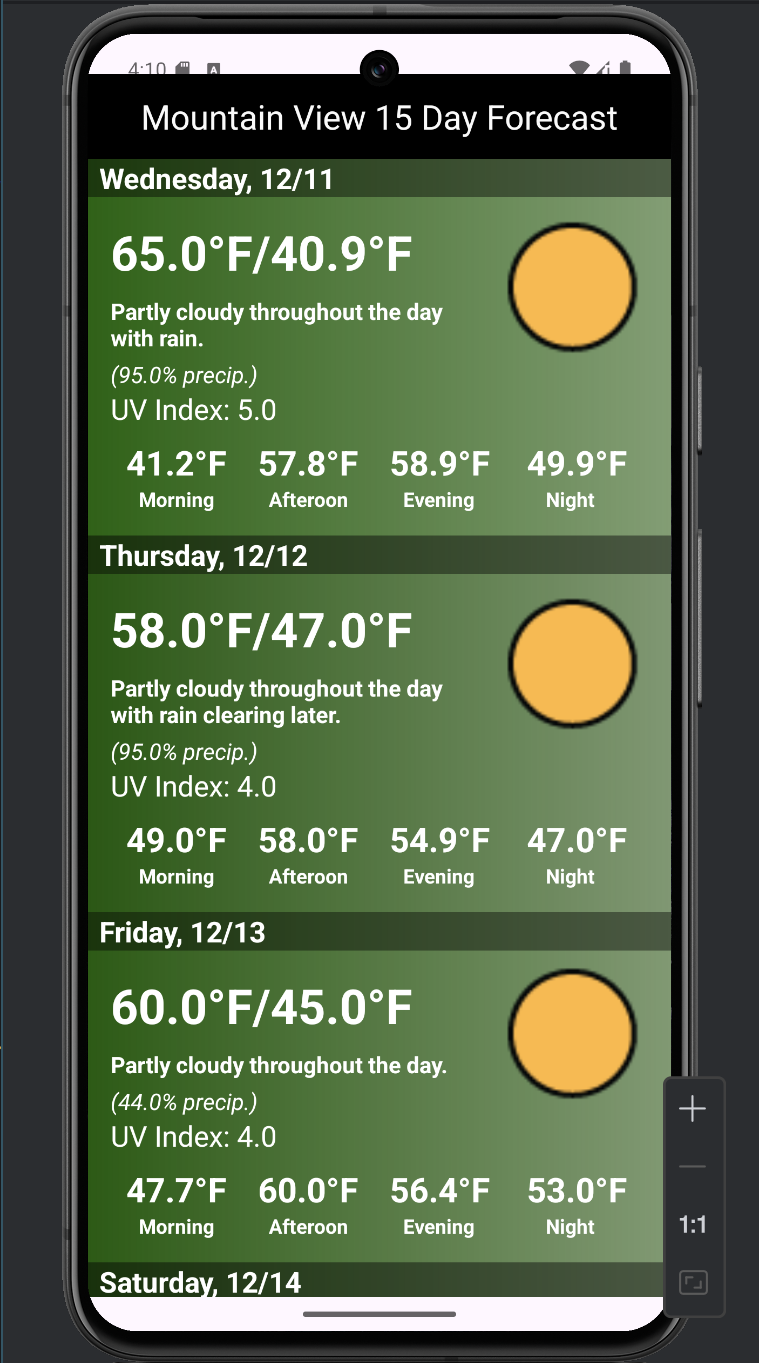 4:10
A
Mountain View 15 Day Forecast
Wednesday, 12/11
65.0°F/40.9°F
Partly cloudy throughout the day
with rain.
(95.0% precip.)
UV Index: 5.0
41.2°F 57.8°F 58.9°F 49.9°F
Morning Afteroon Evening Night
Thursday, 12/12
58.0°F/47.0°F
Partly cloudy throughout the day
with rain clearing later.
(95.0% precip.)
UV Index: 4.0
49.0°F 58.0°F 54.9°F 47.0°F
Morning Afteroon Evening Night
Friday, 12/13
60.0°F/45.0°F
Partly cloudy throughout the day.
(44.0% precip.)
UV Index: 4.0
47.7°F 60.0°F 56.4°F 53.0°F
Morning Afteroon Evening Night
1:1
Saturday, 12/14